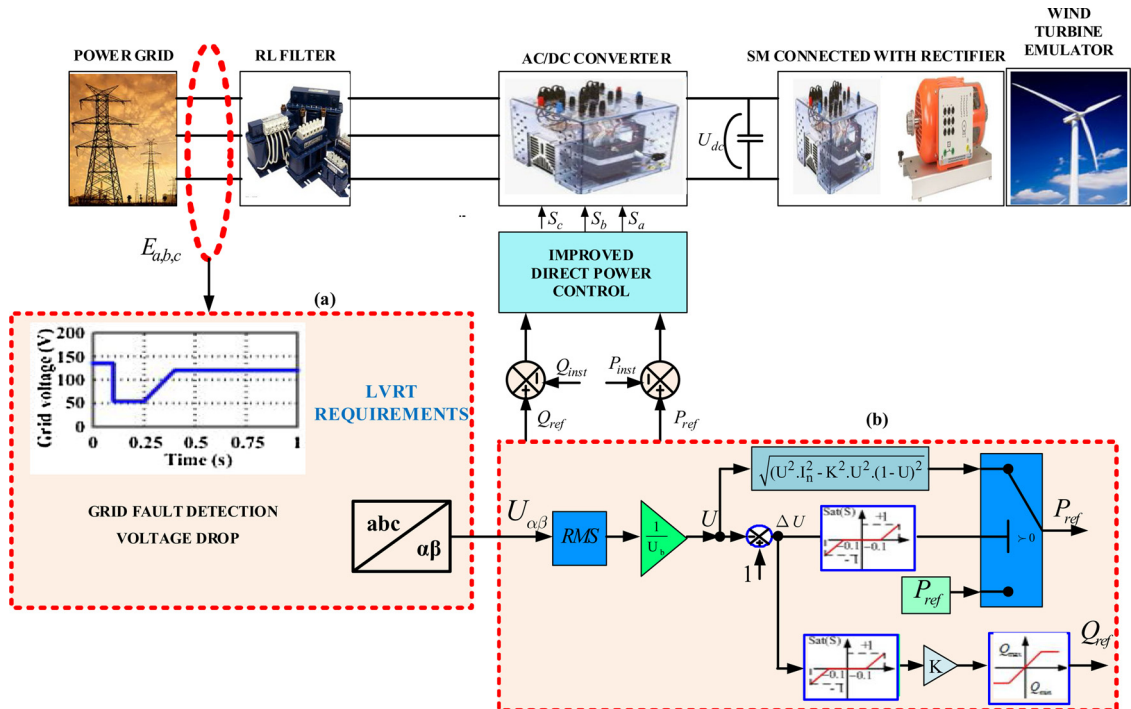 WIND
TURBINE
EMULATOR
POWER GRID
RL FILTER
AC/DC CONVERTER
SM CONNECTED WITH RECTIFIER
U_dc
S_c
S_b
S_a
E_a,b,c
IMPROVED
DIRECT POWER
CONTROL
(a)
Grid voltage (V)
200
150
100
50
0
0
0.25
0.5
0.75
1
Time (s)
LVRT
REQUIREMENTS
GRID FAULT DETECTION
VOLTAGE DROP
abc
αβ
Q_inst
P_inst
Q_ref
P_ref
(b)
√(U².I_n² - K².U².(1 - U)²
U_αβ
RMS
1
U_b
U
ΔU
1
Sat(S)
+1
-0.1
-0.1
-1
≻0
P_ref
P_ref
Sat(S)
+1
-0.1
-0.1
-1
K
Q_max
Q_min
Q_ref